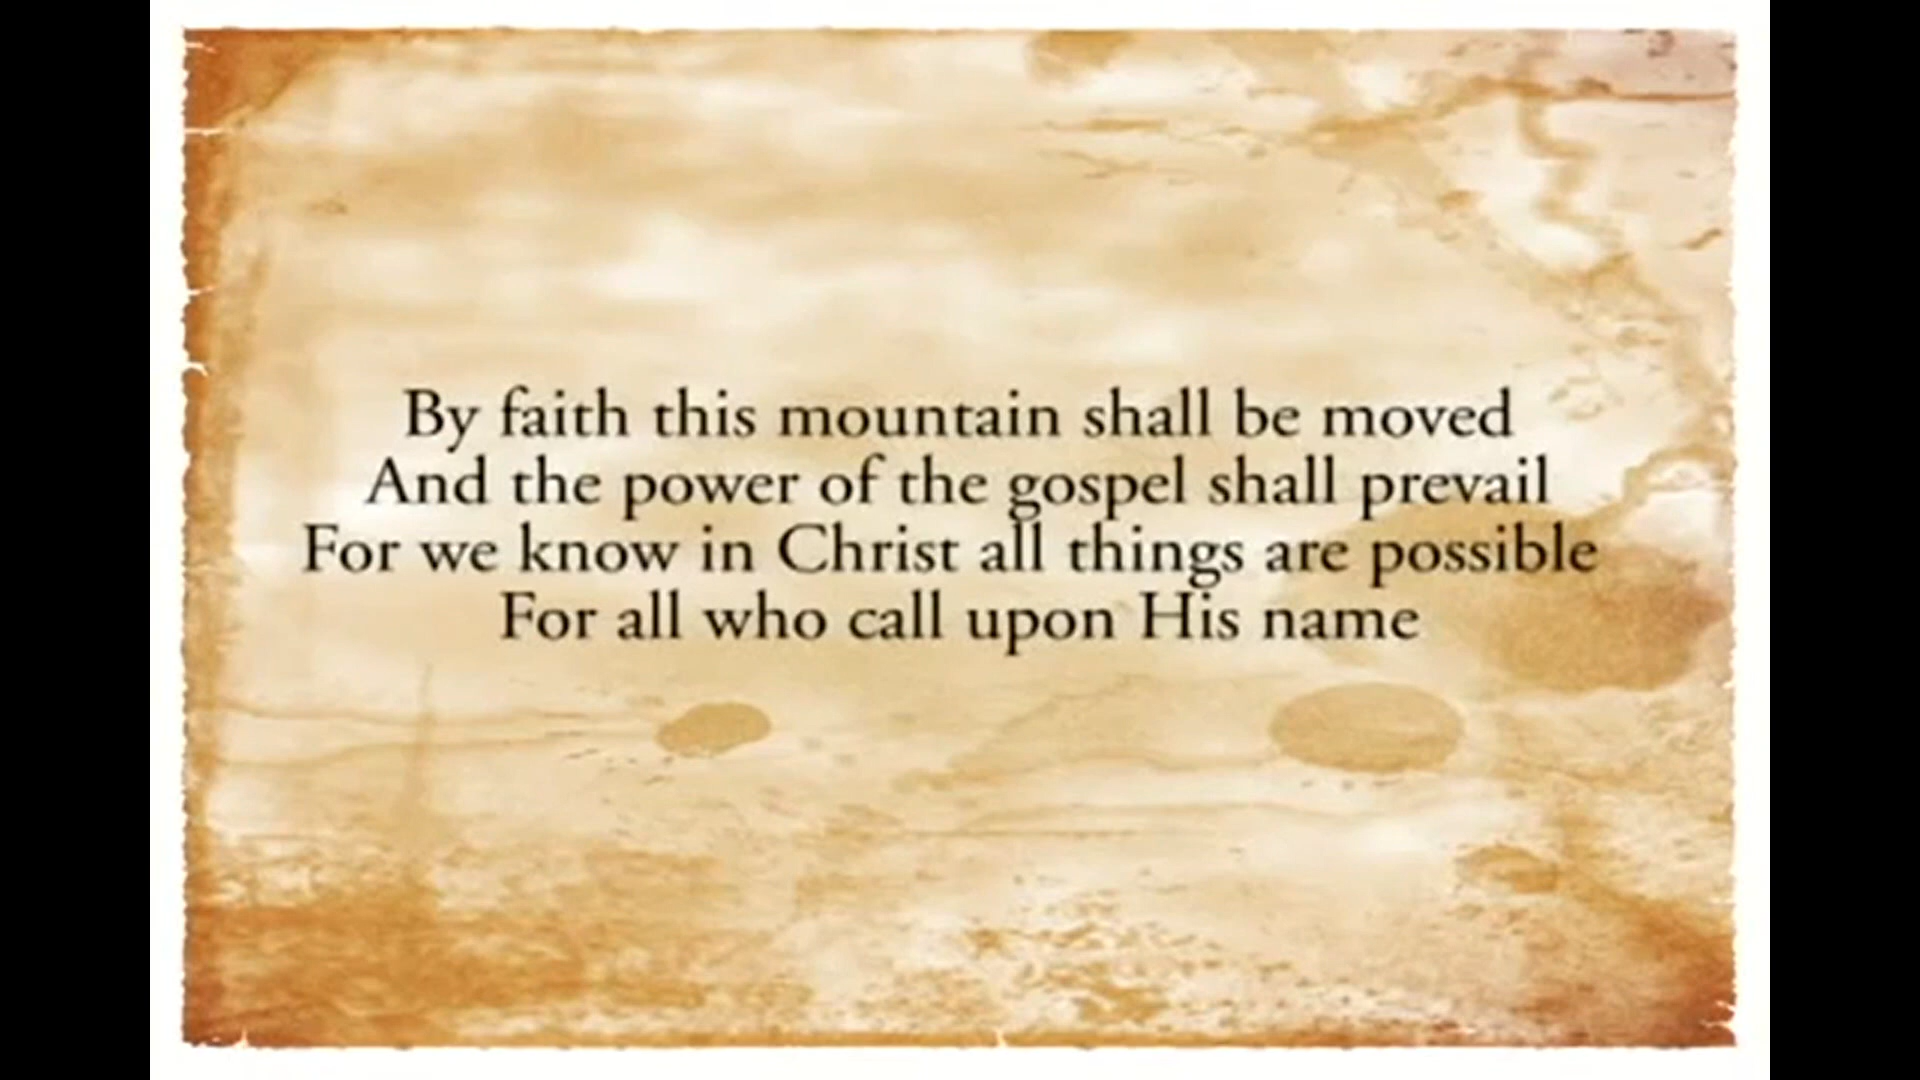 By faith this mountain shall be moved
And the power of the gospel shall prevail
For we know in Christ all things are possible
For all who call upon His name